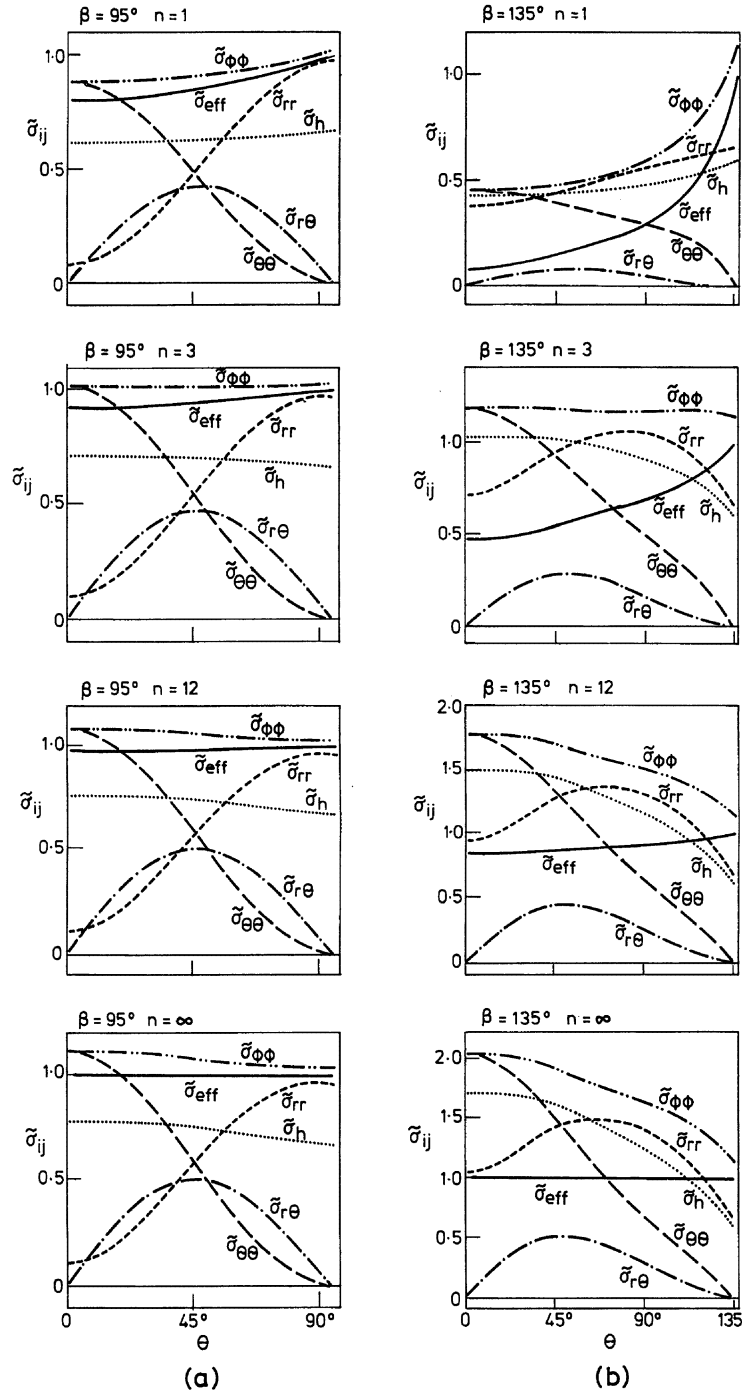 β = 95° n = 1
1·0
0·5
0
σ̃ij
σ̃ϕϕ
σ̃eff
σ̃rr
σ̃h
σ̃rθ
σ̃θθ
β = 95° n = 3
1·0
0·5
0
σ̃ij
σ̃ϕϕ
σ̃eff
σ̃rr
σ̃h
σ̃rθ
σ̃θθ
β = 95° n = 12
1·0
0·5
0
σ̃ij
σ̃ϕϕ
σ̃eff
σ̃rr
σ̃h
σ̃rθ
σ̃θθ
β = 95° n = ∞
1·0
0·5
0
σ̃ij
σ̃ϕϕ
σ̃eff
σ̃rr
σ̃h
σ̃rθ
σ̃θθ
0 45° 90°
θ
(a)
β = 135° n = 1
1·0
0·5
0
σ̃ij
σ̃ϕϕ
σ̃rr
σ̃h
σ̃eff
σ̃θθ
σ̃rθ
β = 135° n = 3
1·0
0·5
0
σ̃ij
σ̃ϕϕ
σ̃rr
σ̃h
σ̃eff
σ̃θθ
σ̃rθ
β = 135° n = 12
2·0
1·5
1·0
0·5
0
σ̃ij
σ̃ϕϕ
σ̃rr
σ̃h
σ̃eff
σ̃θθ
σ̃rθ
β = 135° n = ∞
2·0
1·5
1·0
0·5
0
σ̃ij
σ̃ϕϕ
σ̃rr
σ̃eff
σ̃h
σ̃θθ
σ̃rθ
0 45° 90° 135
θ
(b)